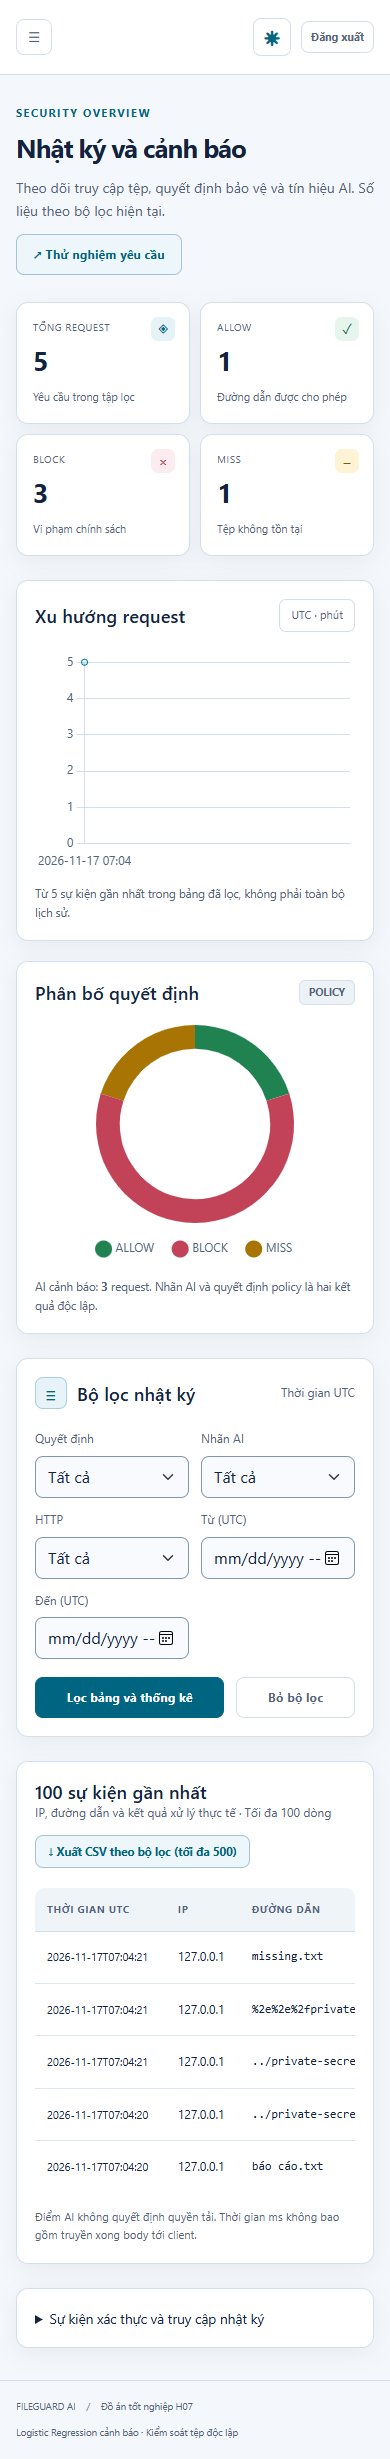 Đăng xuất
SECURITY OVERVIEW
Nhật ký và cảnh báo
Theo dõi truy cập tệp, quyết định bảo vệ và tín hiệu AI. Số
liệu theo bộ lọc hiện tại.
↗ Thử nghiệm yêu cầu
TỔNG REQUEST
5
Yêu cầu trong tập lọc
ALLOW
1
Đường dẫn được cho phép
BLOCK
3
Vi phạm chính sách
MISS
1
Tệp không tồn tại
Xu hướng request
UTC · phút
5
4
3
2
1
0
2026-11-17 07:04
Từ 5 sự kiện gần nhất trong bảng đã lọc, không phải toàn bộ
lịch sử.
Phân bố quyết định
POLICY
ALLOW BLOCK MISS
AI cảnh báo: 3 request. Nhãn AI và quyết định policy là hai kết
quả độc lập.
Bộ lọc nhật ký
Thời gian UTC
Quyết định
Tất cả
Nhãn AI
Tất cả
HTTP
Tất cả
Từ (UTC)
mm/dd/yyyy --
Đến (UTC)
mm/dd/yyyy --
Lọc bảng và thống kê
Bỏ bộ lọc
100 sự kiện gần nhất
IP, đường dẫn và kết quả xử lý thực tế · Tối đa 100 dòng
↓ Xuất CSV theo bộ lọc (tối đa 500)
THỜI GIAN UTC IP ĐƯỜNG DẪN
2026-11-17T07:04:21 127.0.0.1 missing.txt
2026-11-17T07:04:21 127.0.0.1 %2e%2e%2fprivate
2026-11-17T07:04:21 127.0.0.1 ../private-secre
2026-11-17T07:04:20 127.0.0.1 ../private-secre
2026-11-17T07:04:20 127.0.0.1 báo cáo.txt
Điểm AI không quyết định quyền tải. Thời gian ms không bao
gồm truyền xong body tới client.
▶ Sự kiện xác thực và truy cập nhật ký
FILEGUARD AI / Đồ án tốt nghiệp H07
Logistic Regression cảnh báo · Kiểm soát tệp độc lập